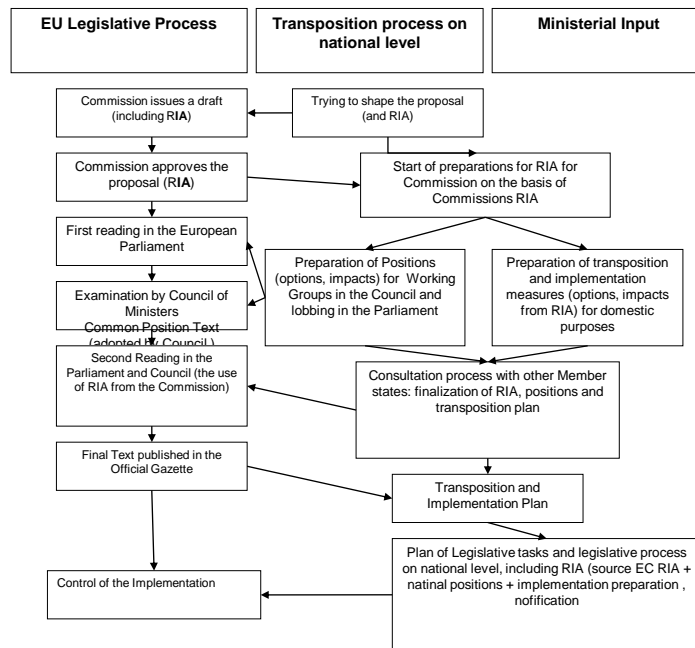 EU Legislative Process
Transposition process on
national level
Ministerial Input
Commission issues a draft
(including RIA)
Trying to shape the proposal
(and RIA)
Commission approves the
proposal (RIA)
Start of preparations for RIA for
Commission on the basis of
Commissions RIA
First reading in the European
Parliament
Preparation of Positions
(options, impacts) for Working
Groups in the Council and
lobbing in the Parliament
Preparation of transposition
and implementation
measures (options, impacts
from RIA) for domestic
purposes
Examination by Council of
Ministers
Common Position Text
(adopted by Council )
Second Reading in the
Parliament and Council (the use
of RIA from the Commission)
Consultation process with other Member
states: finalization of RIA, positions and
transposition plan
Final Text published in the
Official Gazette
Transposition and
Implementation Plan
Plan of Legislative tasks and legislative process
on national level, including RIA (source EC RIA +
natinal positions + implementation preparation ,
nofification
Control of the Implementation